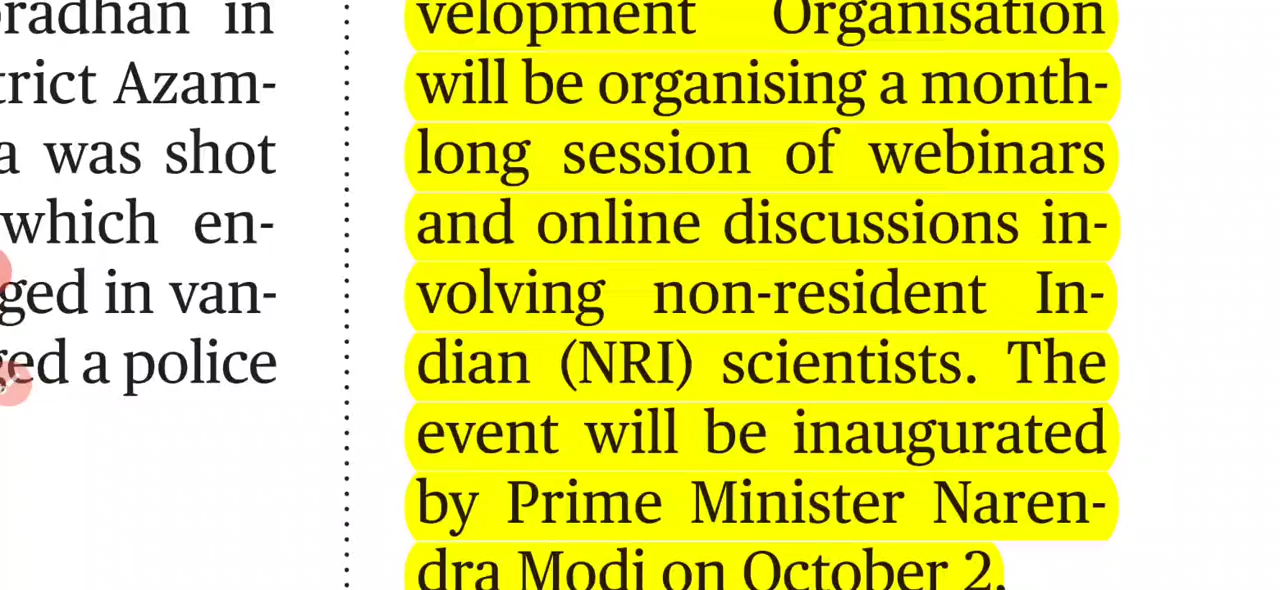 pradhan in
trict Azam-
a was shot
which en-
ged in van-
ged a police
velopment Organisation
will be organising a month-
long session of webinars
and online discussions in-
volving non-resident In-
dian (NRI) scientists. The
event will be inaugurated
by Prime Minister Naren-
dra Modi on October 2.